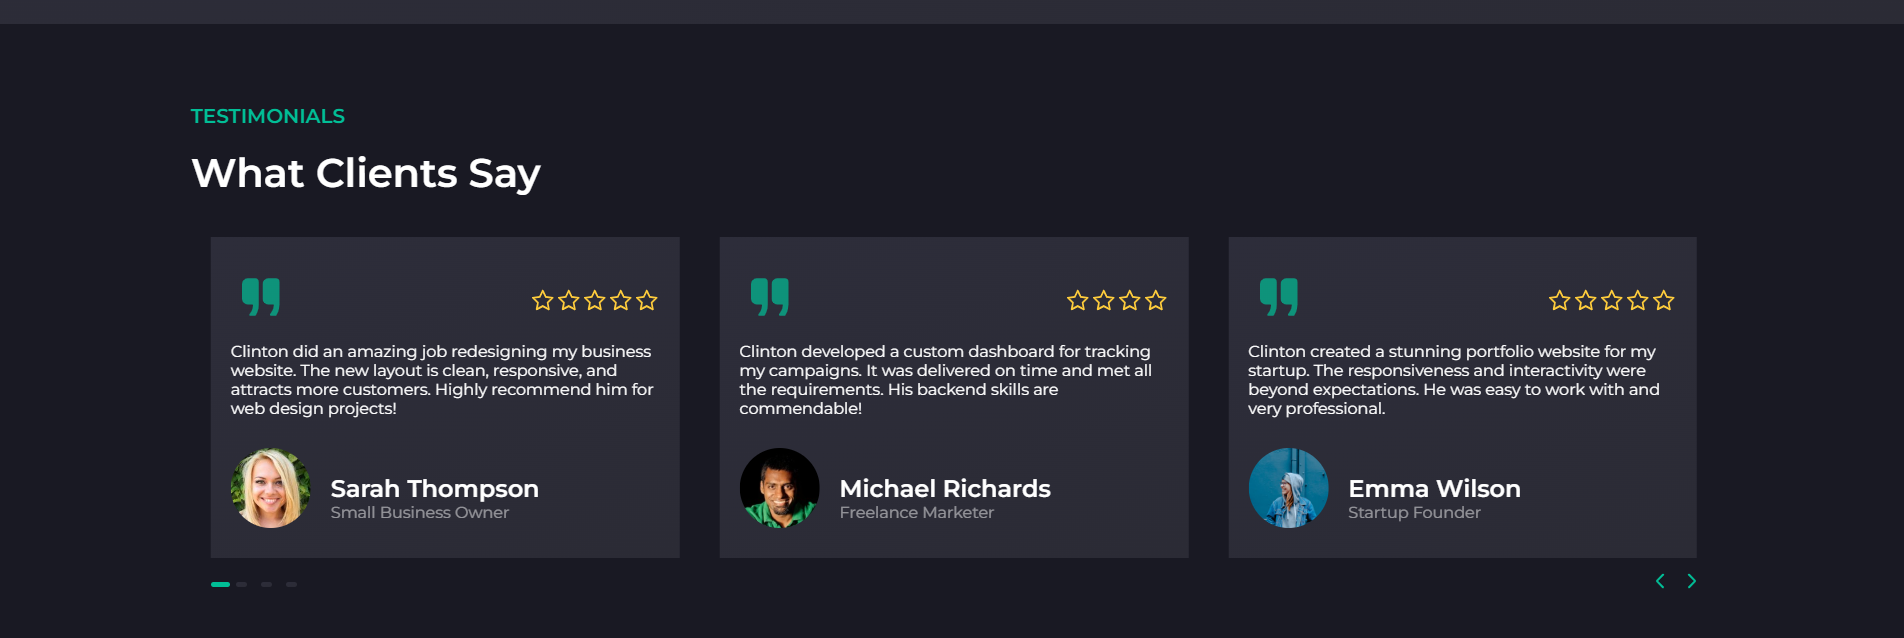 TESTIMONIALS
What Clients Say
Clinton did an amazing job redesigning my business
website. The new layout is clean, responsive, and
attracts more customers. Highly recommend him for
web design projects!
Sarah Thompson
Small Business Owner
Clinton developed a custom dashboard for tracking
my campaigns. It was delivered on time and met all
the requirements. His backend skills are
commendable!
Michael Richards
Freelance Marketer
Clinton created a stunning portfolio website for my
startup. The responsiveness and interactivity were
beyond expectations. He was easy to work with and
very professional.
Emma Wilson
Startup Founder